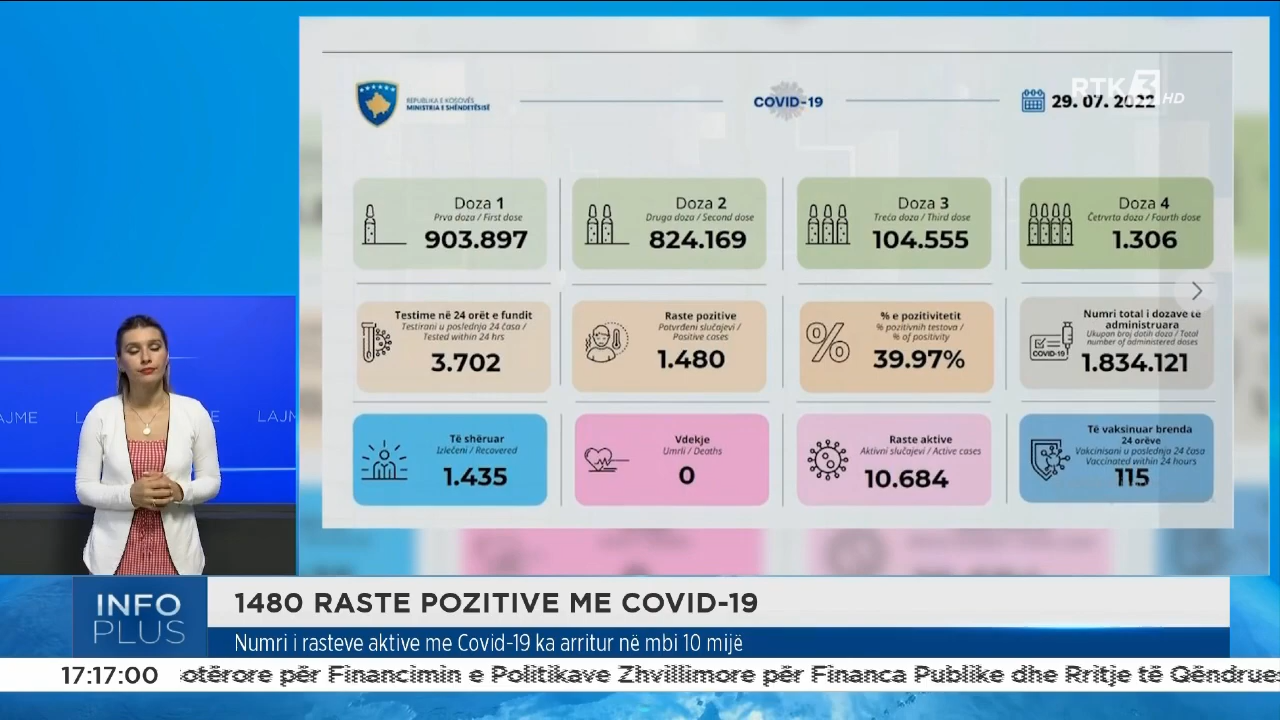 RTK 3 HD
REPUBLIKA E KOSOVËS
MINISTRIA E SHËNDETËSISË
COVID-19
29. 07. 2022
Doza 1
Prva doza / First dose
903.897
Doza 2
Druga doza / Second dose
824.169
Doza 3
Treća doza / Third dose
104.555
Doza 4
Četrvrta doza / Fourth dose
1.306
Testime në 24 orët e fundit
Testirani u poslednja 24 časa /
Tested within 24 hrs
3.702
Raste pozitive
Potvrđeni slučajevi /
Positive cases
1.480
% e pozitivitetit
% pozitivnih testova /
% of positivity
39.97%
COVID-19
Numri total i dozave të
administruara
Ukupan broj datih doza / Total
number of administered doses
1.834.121
Të shëruar
Izlečeni / Recovered
1.435
Vdekje
Umrli / Deaths
0
Raste aktive
Aktivni slučajevi / Active cases
10.684
Të vaksinuar brenda
24 orëve
Vakcinisani u poslednja 24 časa
Vaccinated within 24 hours
115
LAJME
INFO
PLUS
1480 RASTE POZITIVE ME COVID-19
Numri i rasteve aktive me Covid-19 ka arritur në mbi 10 mijë
17:17:00 otërore për Financimin e Politikave Zhvillimore për Financa Publike dhe Rritje të Qëndrues